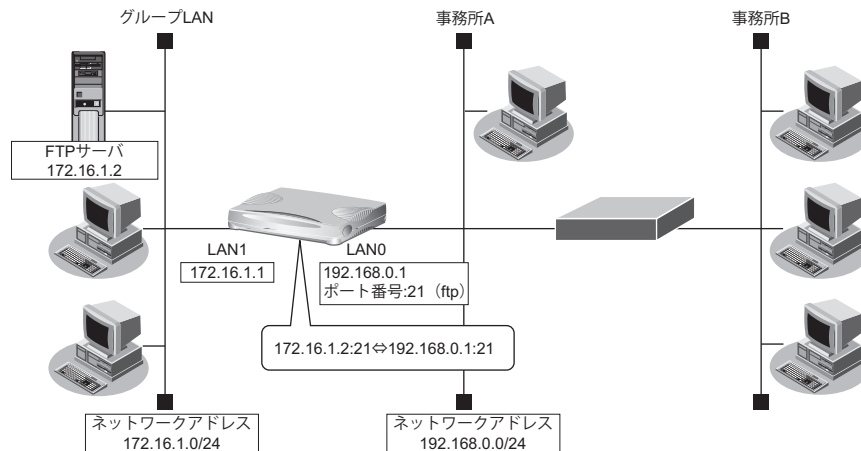 グループLAN
事務所A
事務所B
FTPサーバ
172.16.1.2
LAN1
172.16.1.1
LAN0
192.168.0.1
ポート番号:21（ftp）
172.16.1.2:21⇔192.168.0.1:21
ネットワークアドレス
172.16.1.0/24
ネットワークアドレス
192.168.0.0/24